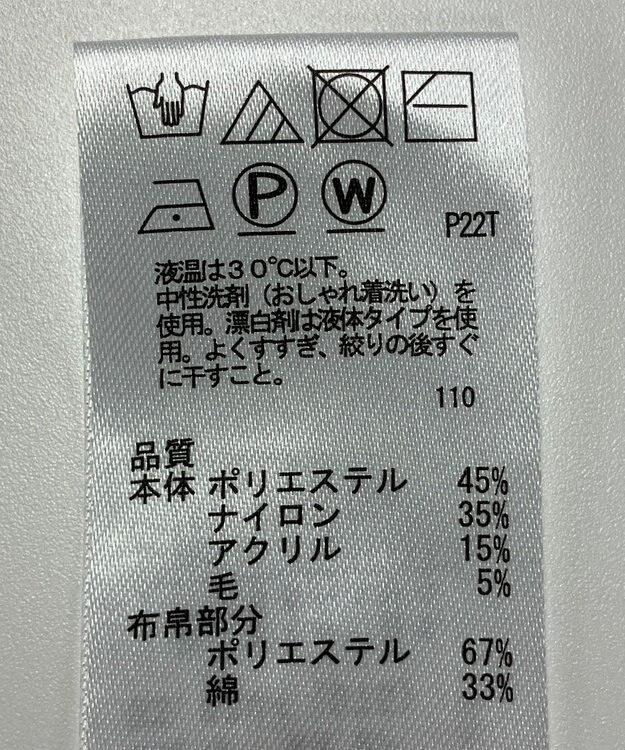 P
W
P22T
液温は30℃以下。
中性洗剤（おしゃれ着洗い）を
使用。漂白剤は液体タイプを使
用。よくすすぎ、絞りの後すぐ
に干すこと。
110
品質
本体 ポリエステル 45%
ナイロン 35%
アクリル 15%
毛 5%
布帛部分
ポリエステル 67%
綿 33%